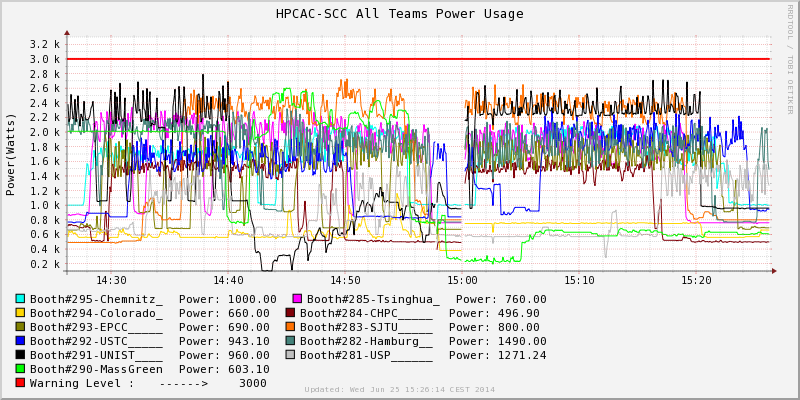 HPCAC-SCC All Teams Power Usage
RRDTOOL / TOBI OETIKER
Power(Watts)
3.2 k
3.0 k
2.8 k
2.6 k
2.4 k
2.2 k
2.0 k
1.8 k
1.6 k
1.4 k
1.2 k
1.0 k
0.8 k
0.6 k
0.4 k
0.2 k
14:30 14:40 14:50 15:00 15:10 15:20
Booth#295-Chemnitz_ Power: 1000.00 Booth#285-Tsinghua_ Power: 760.00
Booth#294-Colorado_ Power: 660.00 Booth#284-CHPC_____ Power: 496.90
Booth#293-EPCC_____ Power: 690.00 Booth#283-SJTU_____ Power: 800.00
Booth#292-USTC_____ Power: 943.10 Booth#282-Hamburg__ Power: 1490.00
Booth#291-UNIST____ Power: 960.00 Booth#281-USP______ Power: 1271.24
Booth#290-MassGreen Power: 603.10
Warning Level : ------> 3000
Updated: Wed Jun 25 15:26:14 CEST 2014